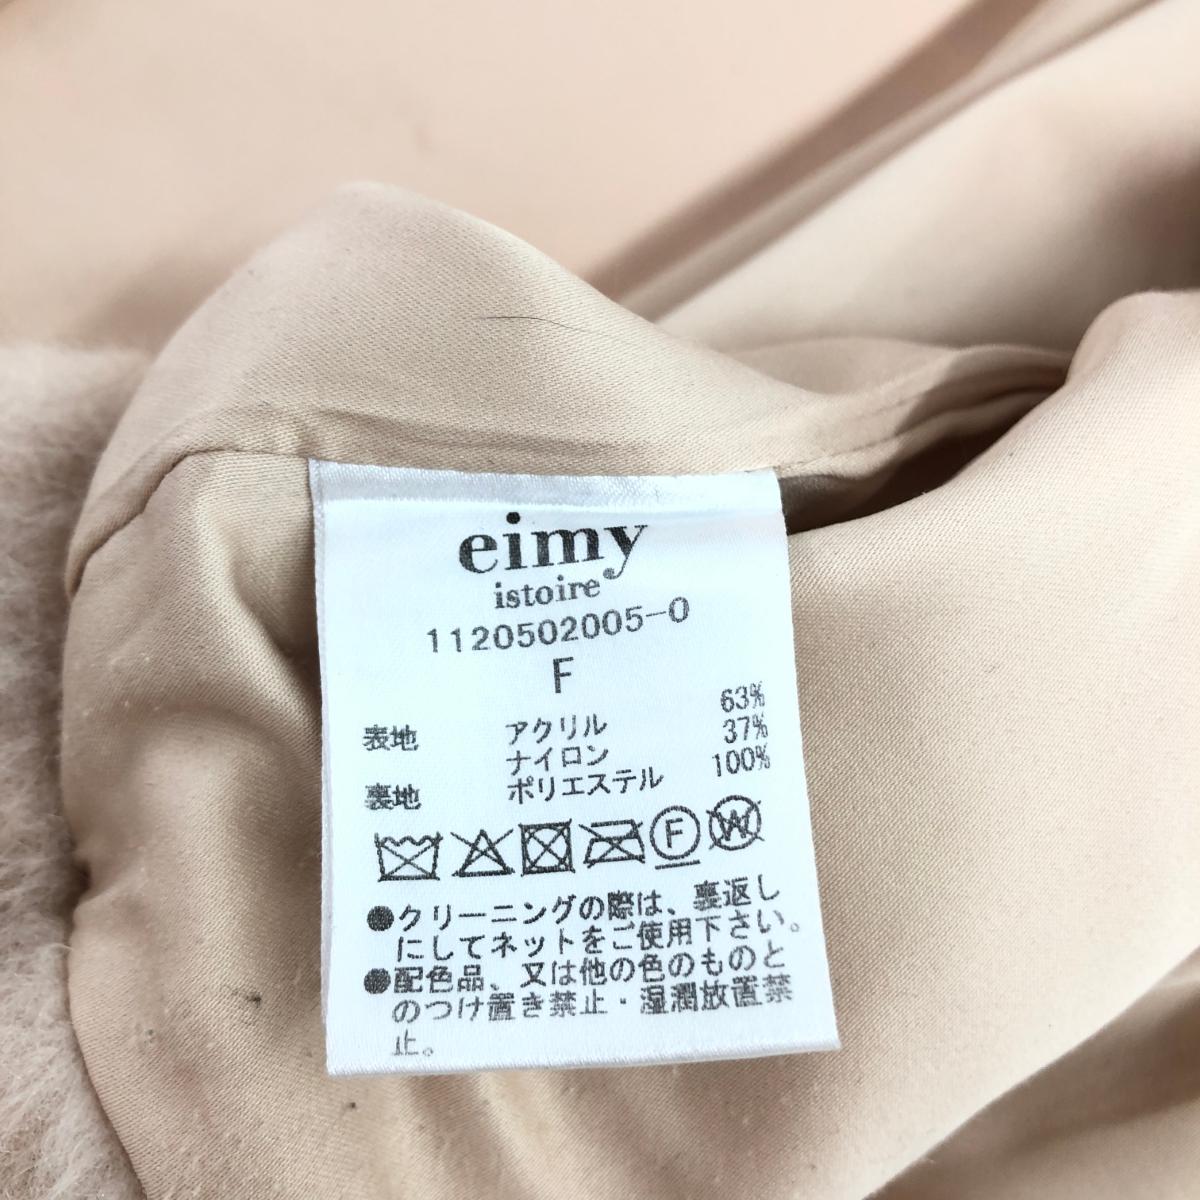 eimy
istoire
1120502005-0
F
表地 アクリル 63%
ナイロン 37%
裏地 ポリエステル 100%
F W
●クリーニングの際は、裏返し
にしてネットをご使用下さい。
●配色品、又は他の色のものと
のつけ置き禁止・湿潤放置禁
止。